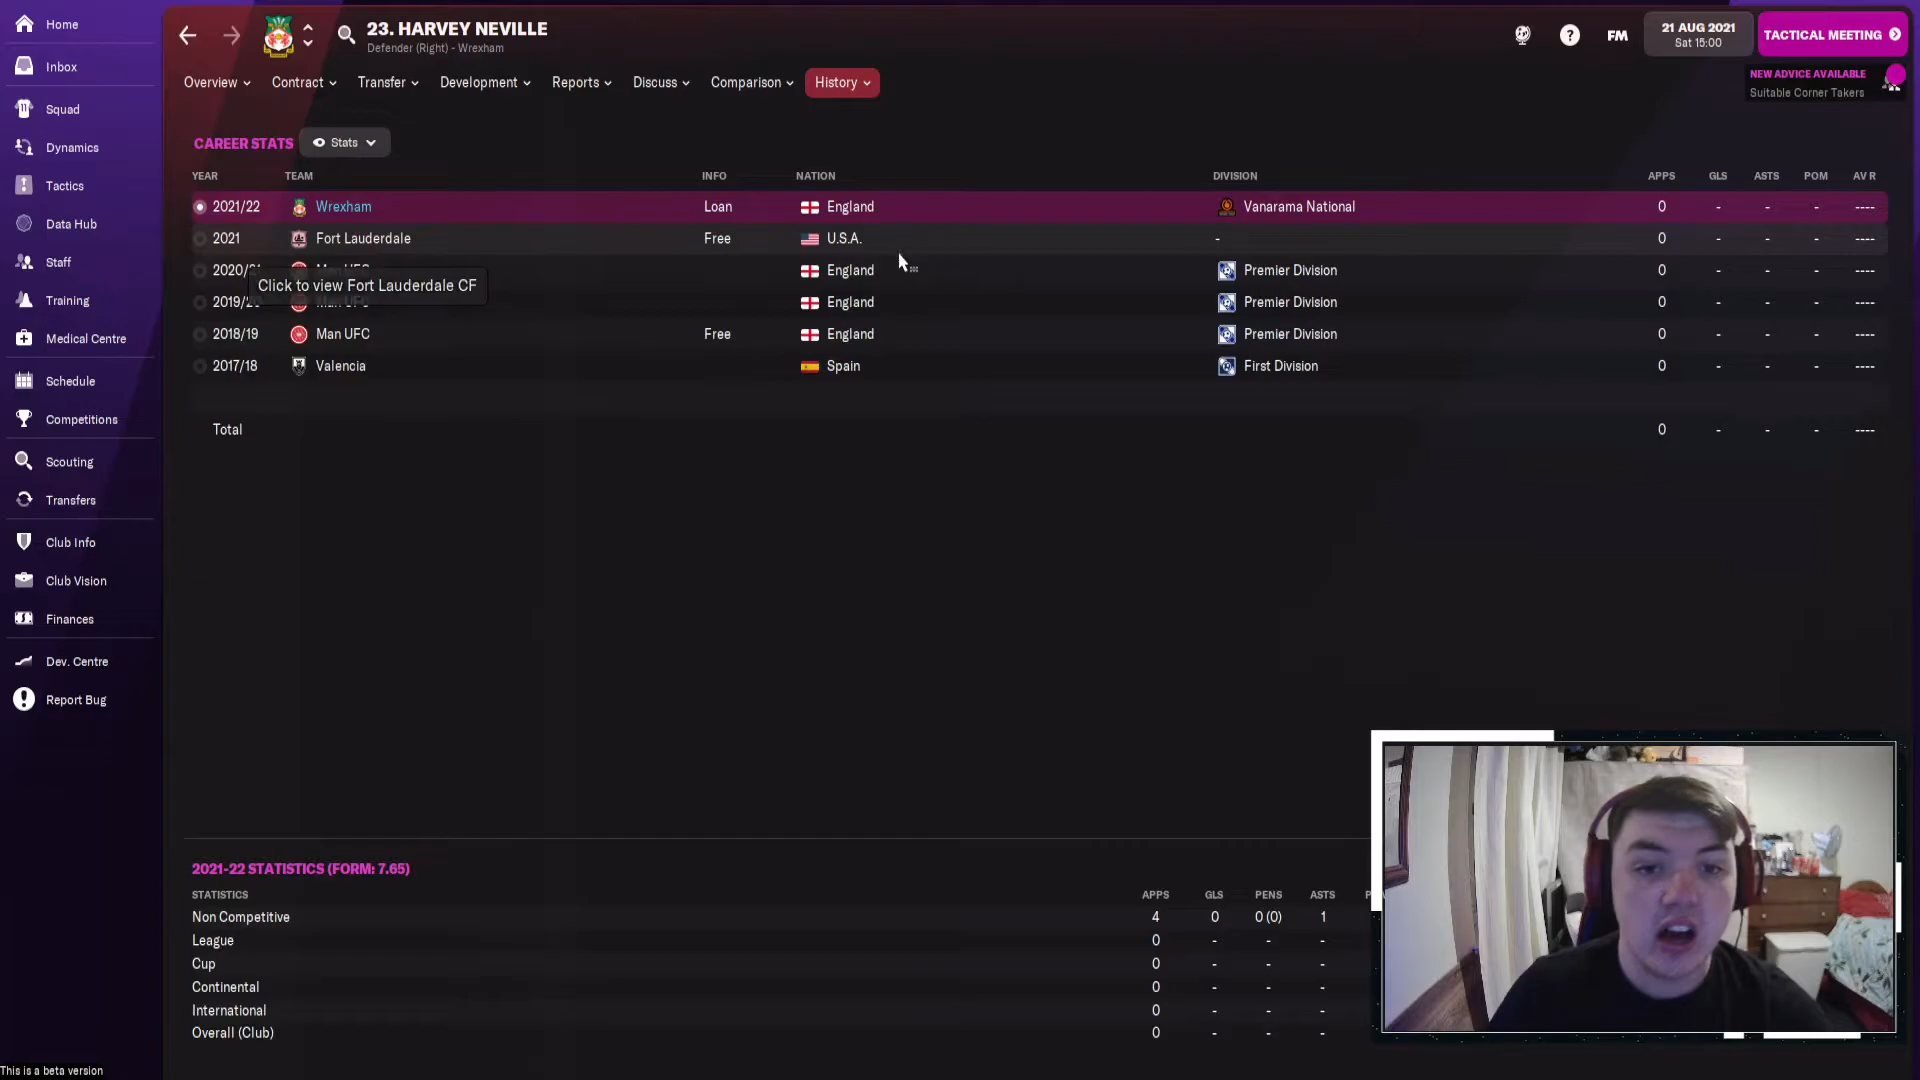 Home
Inbox
Squad
Dynamics
Tactics
Data Hub
Staff
Training
Medical Centre
Schedule
Competitions
Scouting
Transfers
Club Info
Club Vision
Finances
Dev. Centre
Report Bug
This is a beta version
23. HARVEY NEVILLE
Defender (Right) - Wrexham
FM
21 AUG 2021
Sat 15:00
TACTICAL MEETING
Overview Contract Transfer Development Reports Discuss Comparison History
NEW ADVICE AVAILABLE
Suitable Corner Takers
CAREER STATS Stats
YEAR TEAM INFO NATION DIVISION APPS GLS ASTS POM AV R
2021/22 Wrexham Loan England Vanarama National 0 - - - ----
2021 Fort Lauderdale Free U.S.A. - 0 - - - ----
2020/ Man UFC England Premier Division 0 - - - ----
Click to view Fort Lauderdale CF
2019/20 Man UFC England Premier Division 0 - - - ----
2018/19 Man UFC Free England Premier Division 0 - - - ----
2017/18 Valencia Spain First Division 0 - - - ----
Total 0 - - - ----
2021-22 STATISTICS (FORM: 7.65)
STATISTICS APPS GLS PENS ASTS
Non Competitive 4 0 0 (0) 1
League 0 - - -
Cup 0 - - -
Continental 0 - - -
International 0 - - -
Overall (Club) 0 - - -